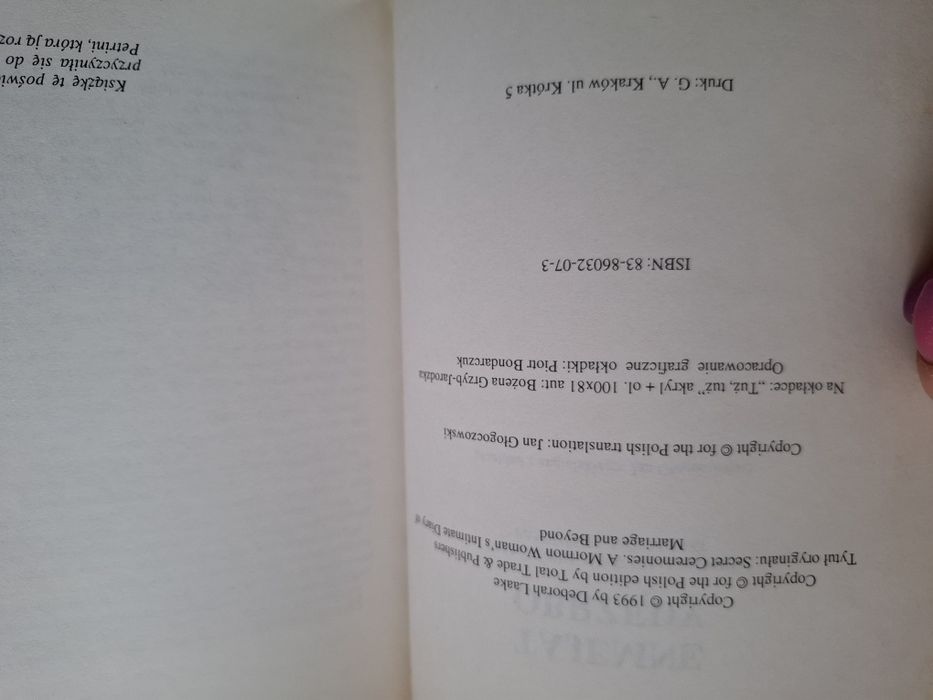 Copyright © 1993 by Deborah Laake
Copyright © for the Polish edition by Total Trade & Publishers
Tytuł oryginału: Secret Ceremonies. A Mormon Woman's Intimate Diary of
Marriage and Beyond
Copyright © for the Polish translation: Jan Głogoczowski
Na okładce: „Tuż, tuż” akryl + ol. 100x81 aut: Bożena Grzyb-Jarodzka
Opracowanie graficzne okładki: Piotr Bondarczuk
ISBN: 83-86032-07-3
Druk: G. A., Kraków ul. Krótka 5
Książkę tę
przyczyniła się do
Petrini, która ją